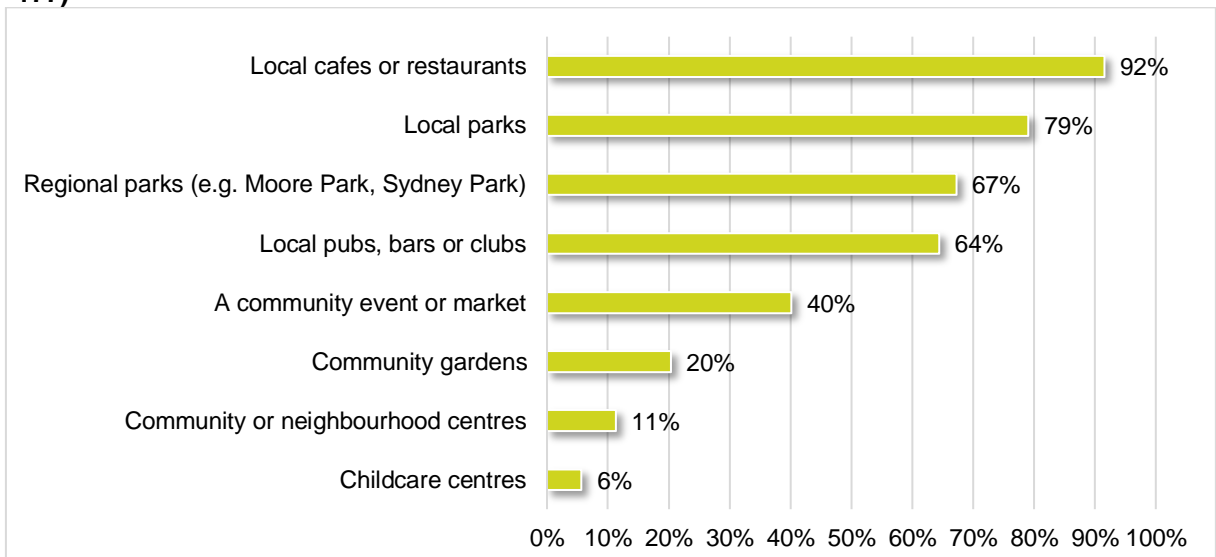 Local cafes or restaurants 92%
Local parks 79%
Regional parks (e.g. Moore Park, Sydney Park) 67%
Local pubs, bars or clubs 64%
A community event or market 40%
Community gardens 20%
Community or neighbourhood centres 11%
Childcare centres 6%
0% 10% 20% 30% 40% 50% 60% 70% 80% 90% 100%